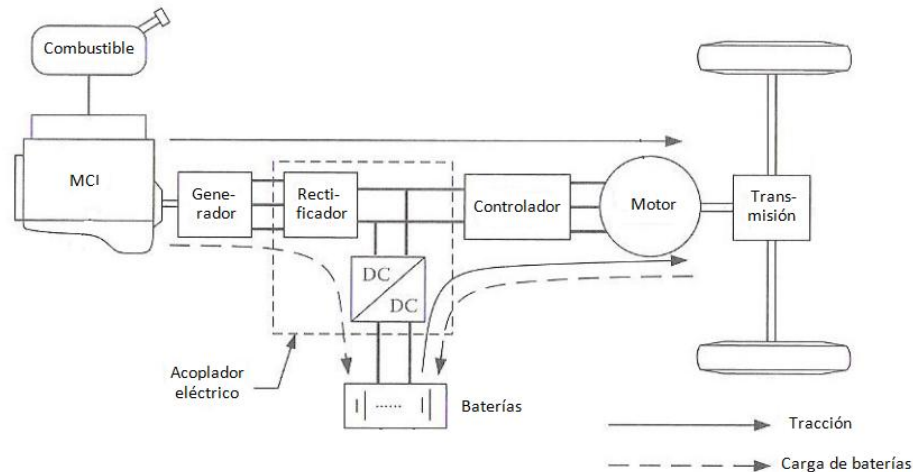 Combustible
MCI
Gene-
rador
Recti-
ficador
Controlador
Motor
Trans-
misión
DC
DC
Acoplador
eléctrico
Baterías
Tracción
Carga de baterías